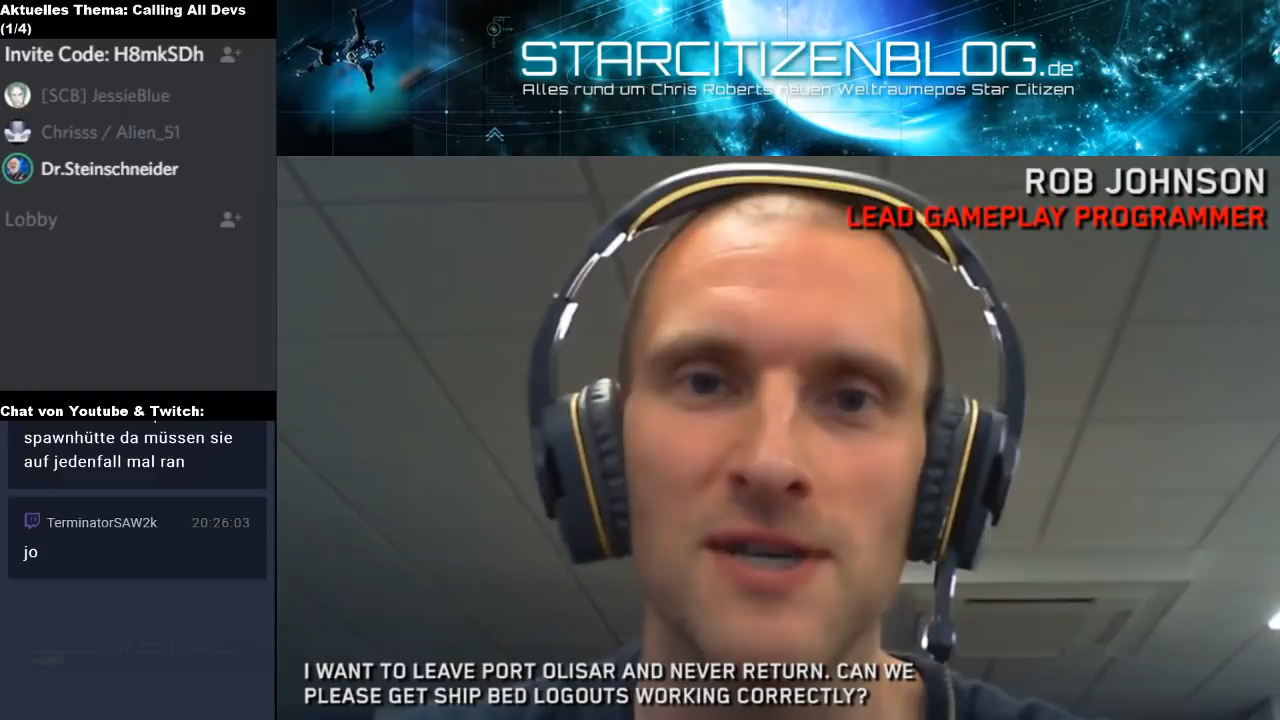 Aktuelles Thema: Calling All Devs
(1/4)
Invite Code: H8mkSDh
[SCB] JessieBlue
Chrisss / Alien_51
Dr.Steinschneider
Lobby
Chat von Youtube & Twitch:
spawnhütte da müssen sie
auf jedenfall mal ran
TerminatorSAW2k 20:26:03
jo
STARCITIZENBLOG.de
Alles rund um Chris Roberts neuen Weltraumepos Star Citizen
ROB JOHNSON
LEAD GAMEPLAY PROGRAMMER
I WANT TO LEAVE PORT OLISAR AND NEVER RETURN. CAN WE
PLEASE GET SHIP BED LOGOUTS WORKING CORRECTLY?